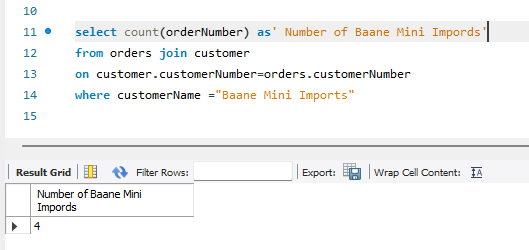 10
11 select count(orderNumber) as' Number of Baane Mini Impords'
12 from orders join customer
13 on customer.customerNumber=orders.customerNumber
14 where customerName ="Baane Mini Imports"
15
Result Grid Filter Rows: Export: Wrap Cell Content: IA
Number of Baane Mini
Impords
4